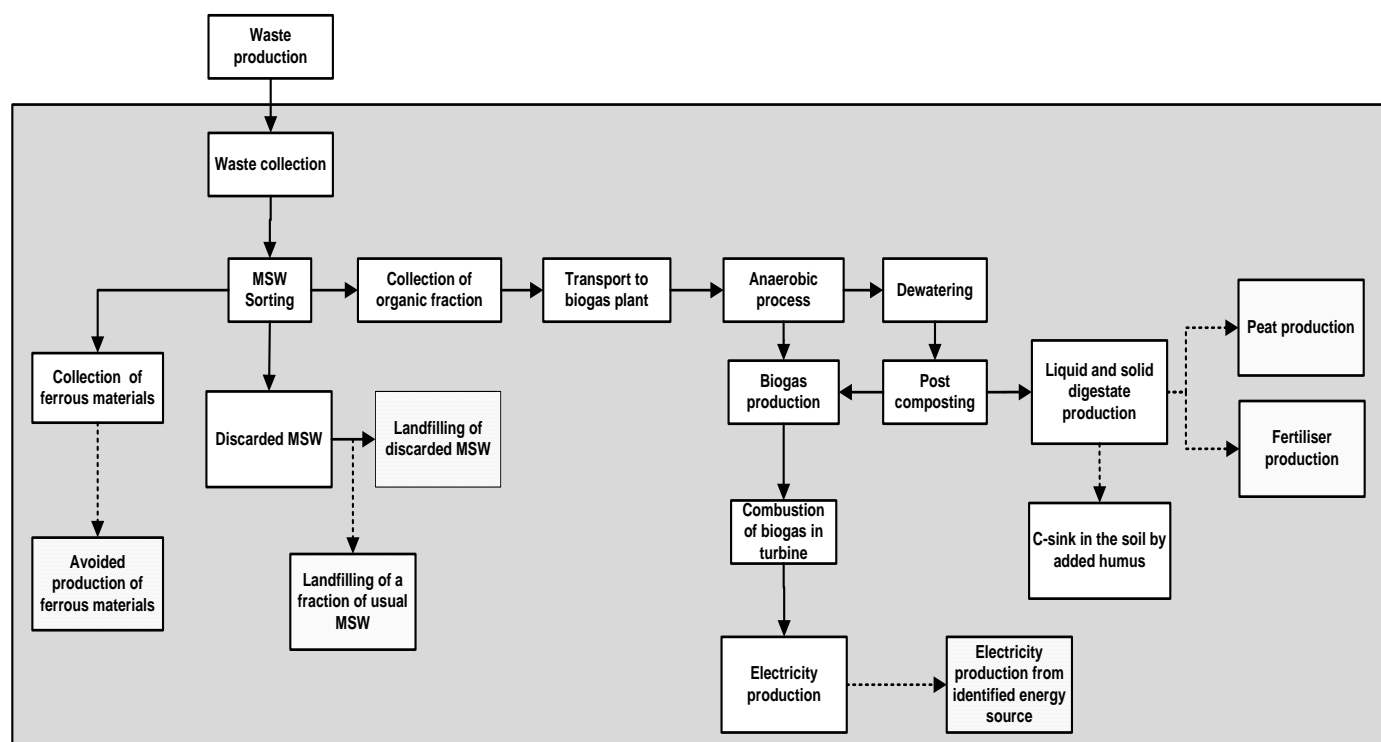 Waste
production
Waste collection
MSW
Sorting
Collection of
organic fraction
Transport to
biogas plant
Anaerobic
process
Dewatering
Peat production
Collection of
ferrous materials
Discarded MSW
Landfilling of
discarded MSW
Biogas
production
Post
composting
Liquid and solid
digestate
production
Fertiliser
production
Avoided
production of
ferrous materials
Landfilling of a
fraction of usual
MSW
Combustion
of biogas in
turbine
C-sink in the soil by
added humus
Electricity
production
Electricity
production from
identified energy
source